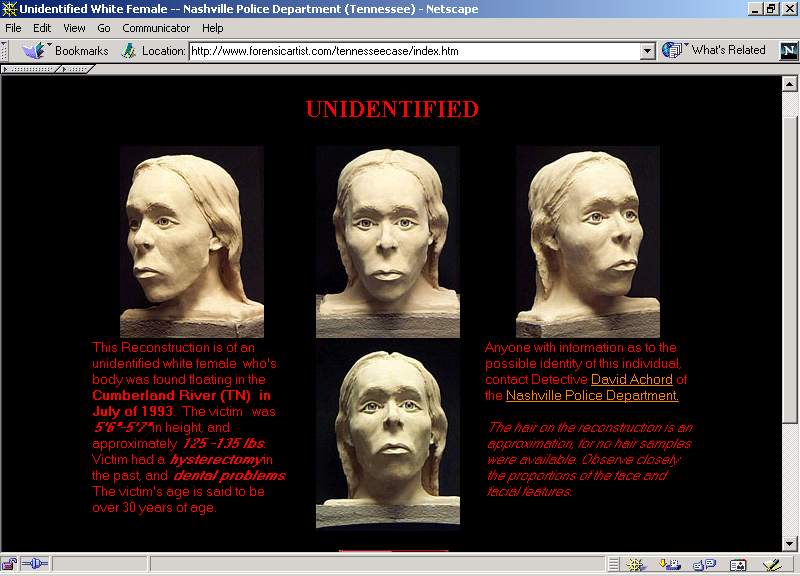 Unidentified White Female -- Nashville Police Department (Tennessee) - Netscape
File Edit View Go Communicator Help
Bookmarks Location: http://www.forensicartist.com/tennesseecase/index.htm What's Related N
UNIDENTIFIED
This Reconstruction is of an
unidentified white female who's
body was found floating in the
Cumberland River (TN) in
July of 1993. The victim was
5'6"-5'7" in height, and
approximately 125 -135 lbs.
Victim had a hysterectomy in
the past, and dental problems.
The victim's age is said to be
over 30 years of age.
Anyone with information as to the
possible identity of this individual,
contact Detective David Achord of
the Nashville Police Department.
The hair on the reconstruction is an
approximation, for no hair samples
were available. Observe closely
the proportions of the face and
facial features.